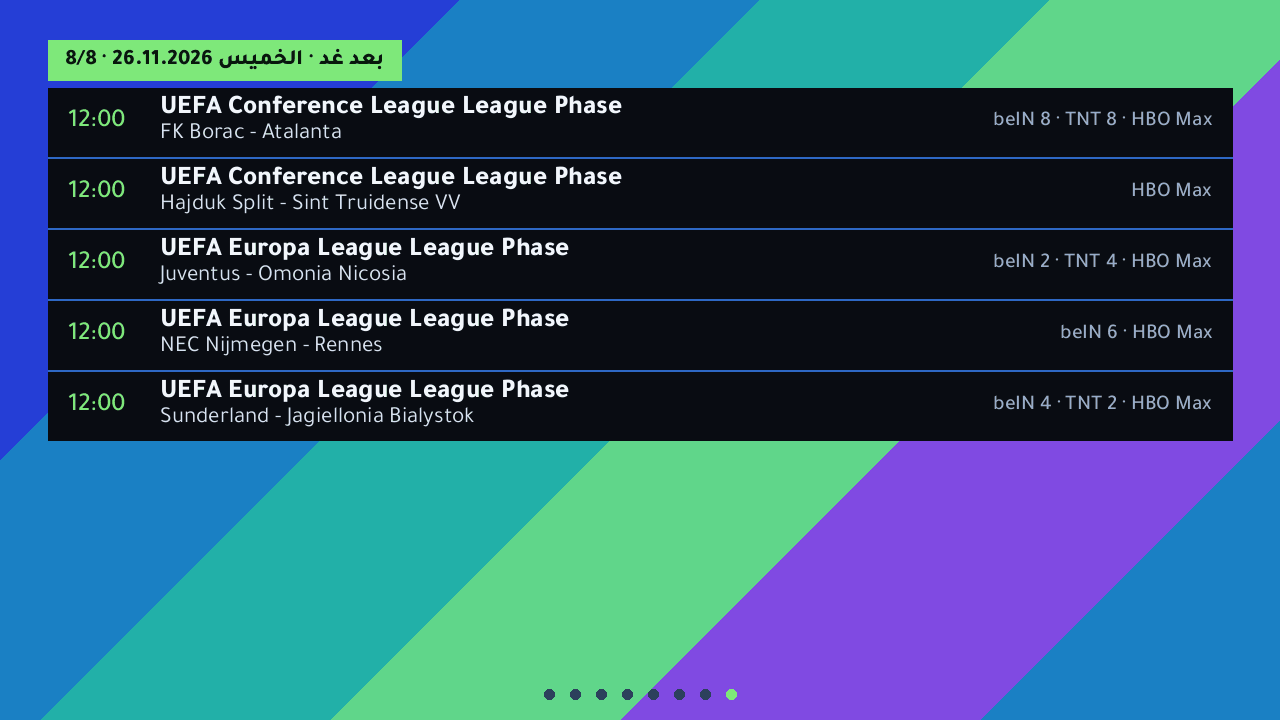 بعد غد · الخميس 26.11.2026 · 8/8
12:00
UEFA Conference League League Phase
FK Borac - Atalanta
beIN 8 · TNT 8 · HBO Max
12:00
UEFA Conference League League Phase
Hajduk Split - Sint Truidense VV
HBO Max
12:00
UEFA Europa League League Phase
Juventus - Omonia Nicosia
beIN 2 · TNT 4 · HBO Max
12:00
UEFA Europa League League Phase
NEC Nijmegen - Rennes
beIN 6 · HBO Max
12:00
UEFA Europa League League Phase
Sunderland - Jagiellonia Bialystok
beIN 4 · TNT 2 · HBO Max